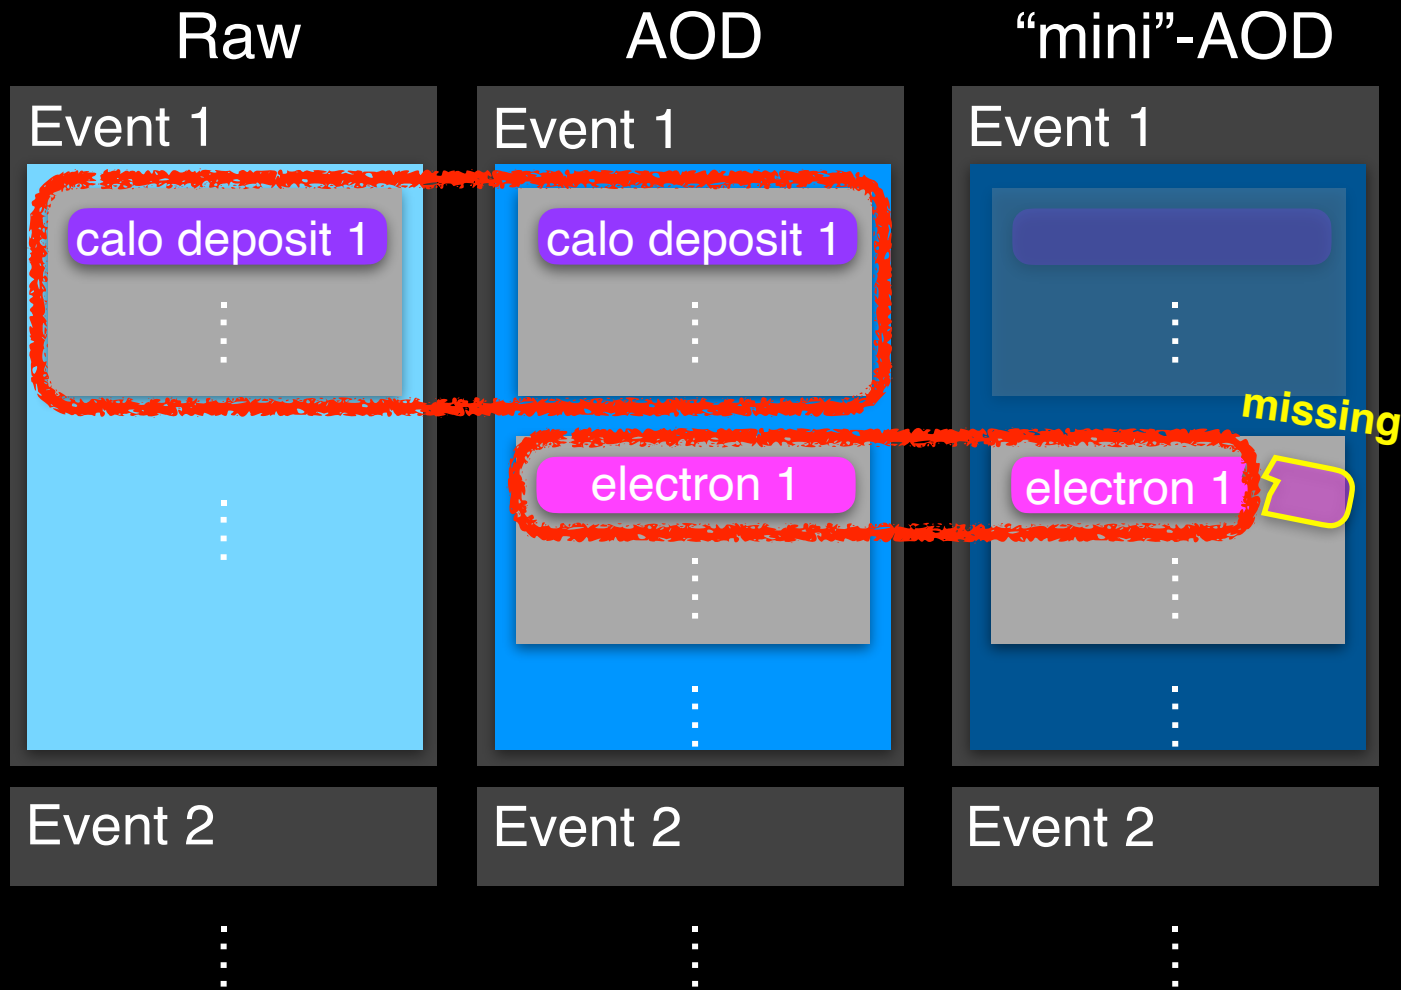 Raw
AOD
“mini”-AOD
Event 1
Event 1
Event 1
calo deposit 1
calo deposit 1
missing
electron 1
electron 1
Event 2
Event 2
Event 2